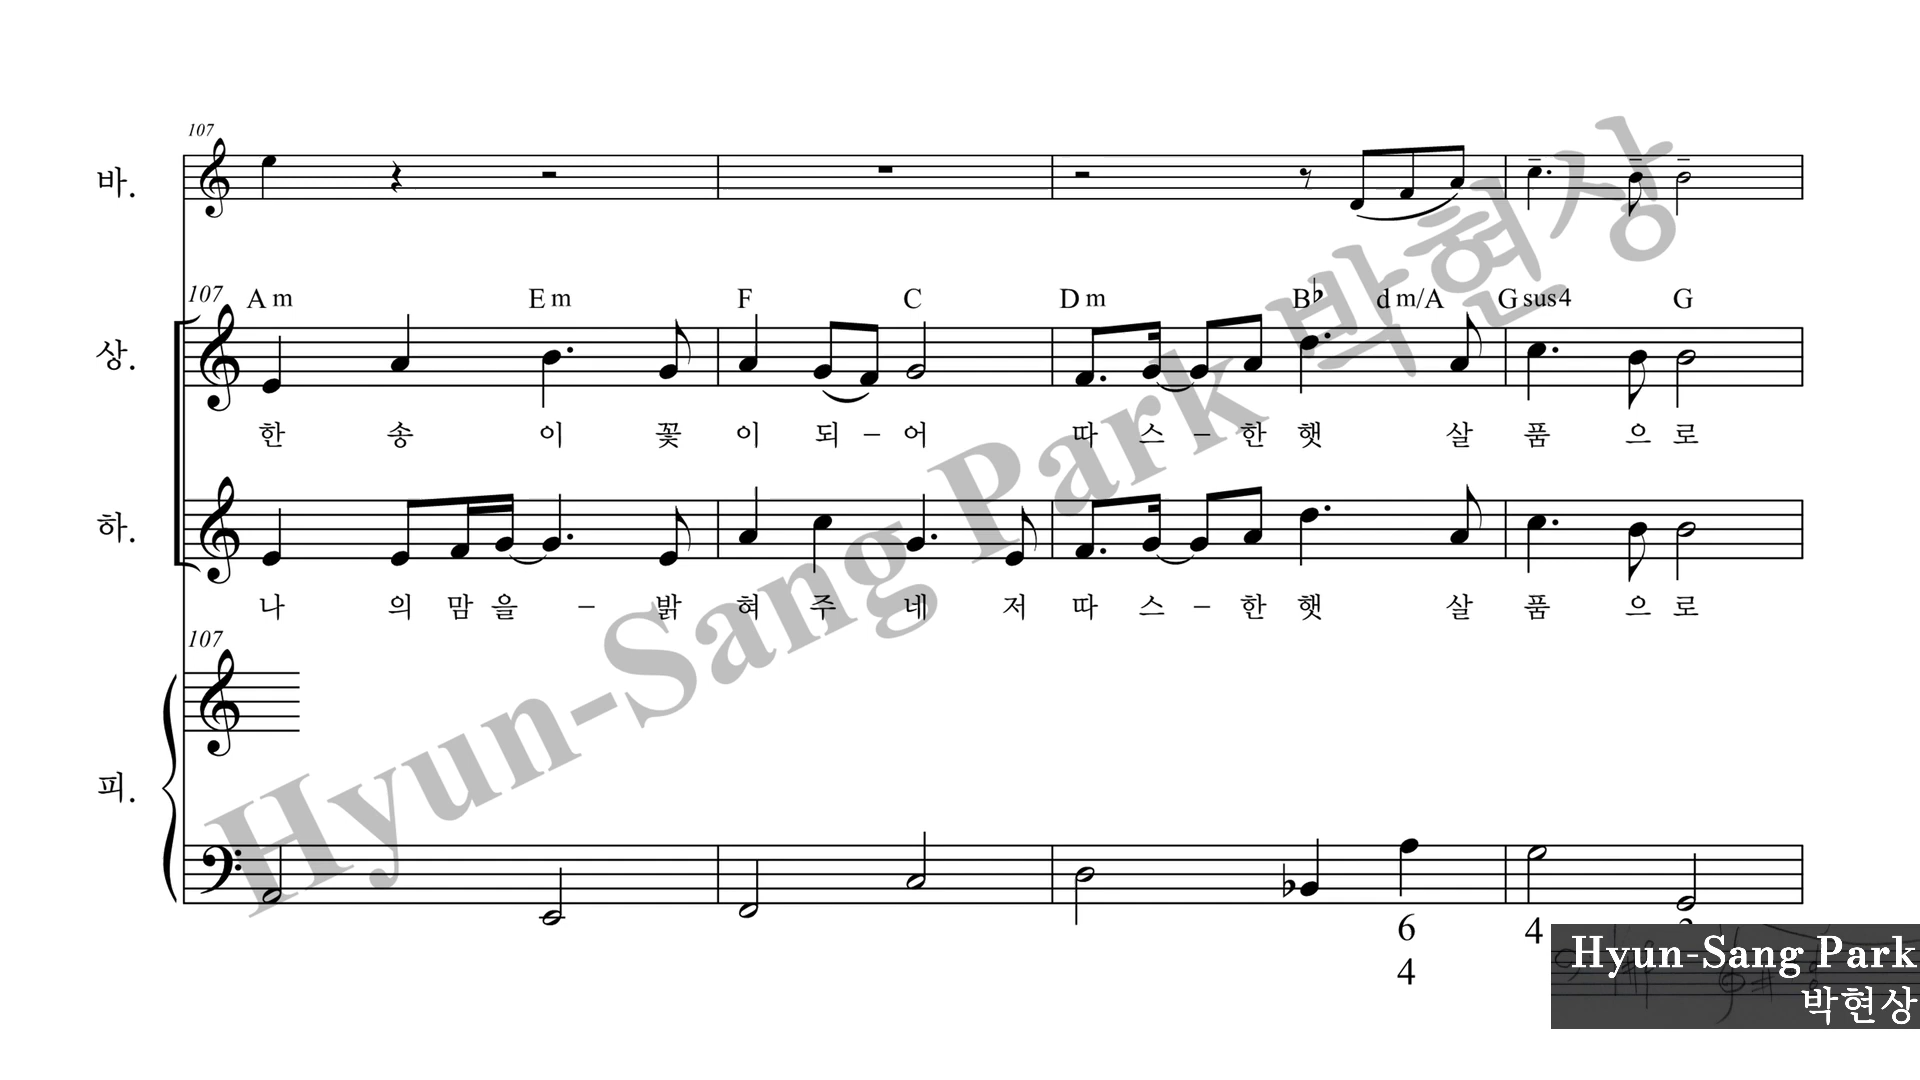 107
바.
107
Am Em F C Dm B♭ dm/A Gsus4 G
상.
한 송 이 꽃 이 되 – 어 따 스 – 한 햇 살 품 으 로
하.
나 의 맘 을 – 밝 혀 주 네 저 따 스 – 한 햇 살 품 으 로
107
피.
6 4
4
Hyun-Sang Park 박현상
Hyun-Sang Park
박현상